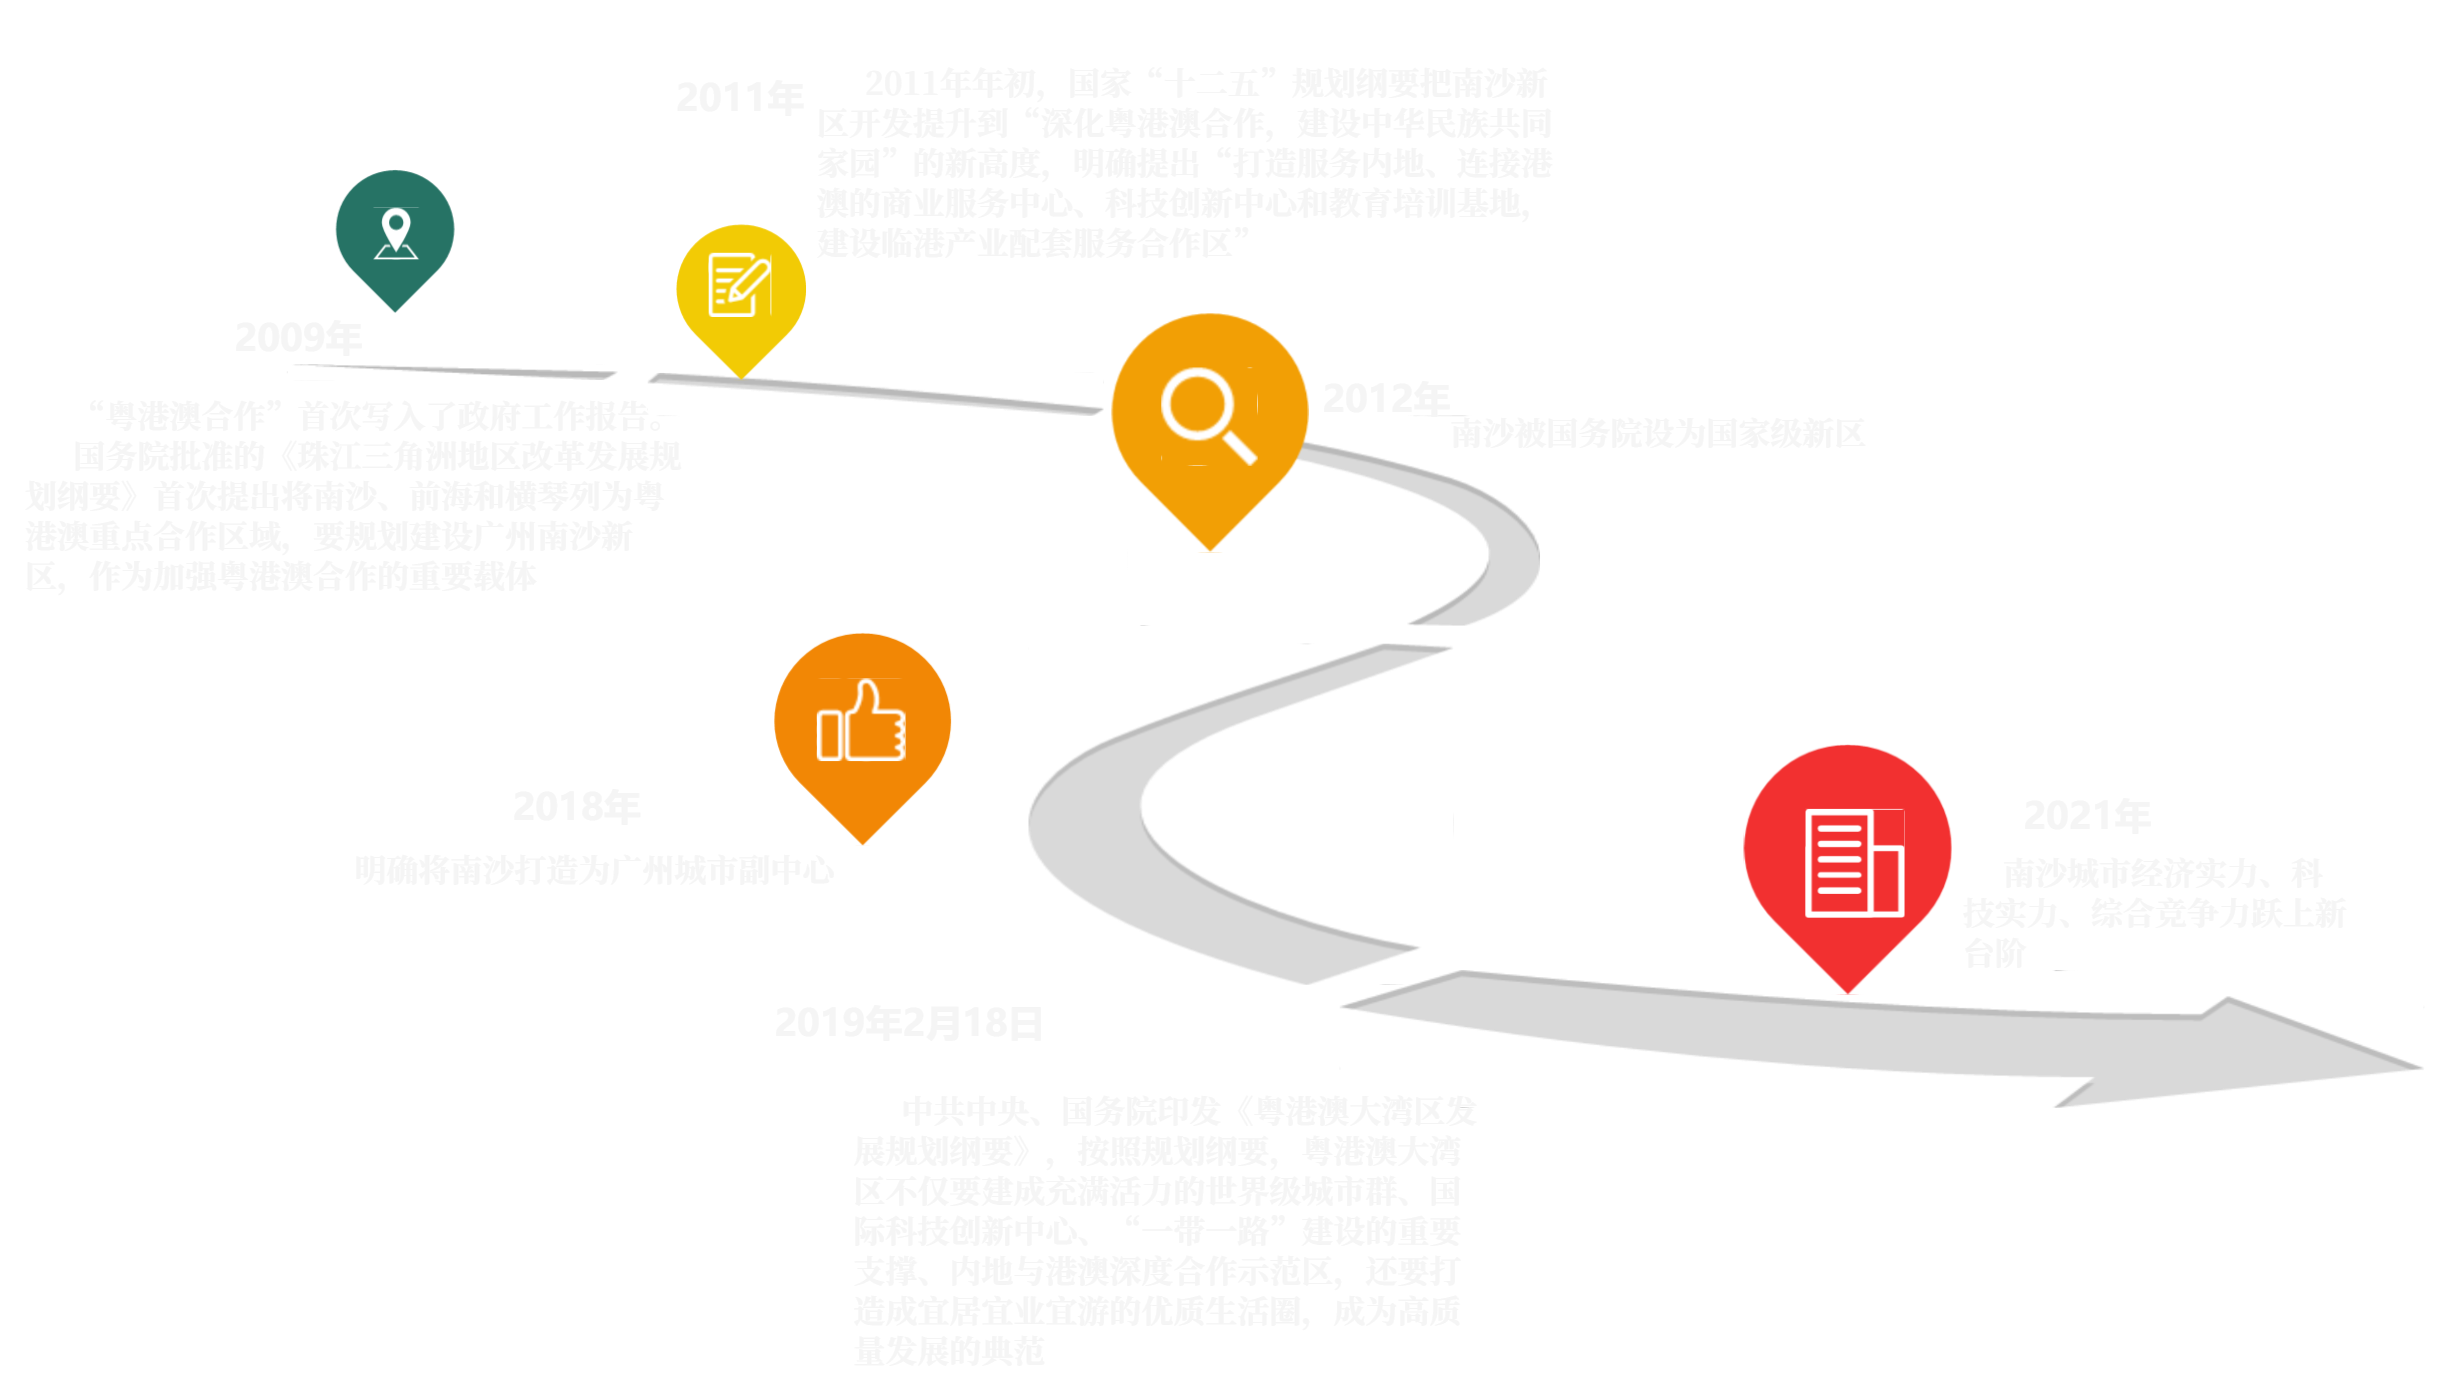 2011年
2011年年初，国家“十二五”规划纲要把南沙新
区开发提升到“深化粤港澳合作，建设中华民族共同
家园”的新高度，明确提出“打造服务内地、连接港
澳的商业服务中心、科技创新中心和教育培训基地，
建设临港产业配套服务合作区”
2009年
“粤港澳合作”首次写入了政府工作报告。
国务院批准的《珠江三角洲地区改革发展规
划纲要》首次提出将南沙、前海和横琴列为粤
港澳重点合作区域，要规划建设广州南沙新
区，作为加强粤港澳合作的重要载体
2012年
南沙被国务院设为国家级新区
2018年
明确将南沙打造为广州城市副中心
2021年
南沙城市经济实力、科
技实力、综合竞争力跃上新
台阶
2019年2月18日
中共中央、国务院印发《粤港澳大湾区发
展规划纲要》，按照规划纲要，粤港澳大湾
区不仅要建成充满活力的世界级城市群、国
际科技创新中心、“一带一路”建设的重要
支撑、内地与港澳深度合作示范区，还要打
造成宜居宜业宜游的优质生活圈，成为高质
量发展的典范